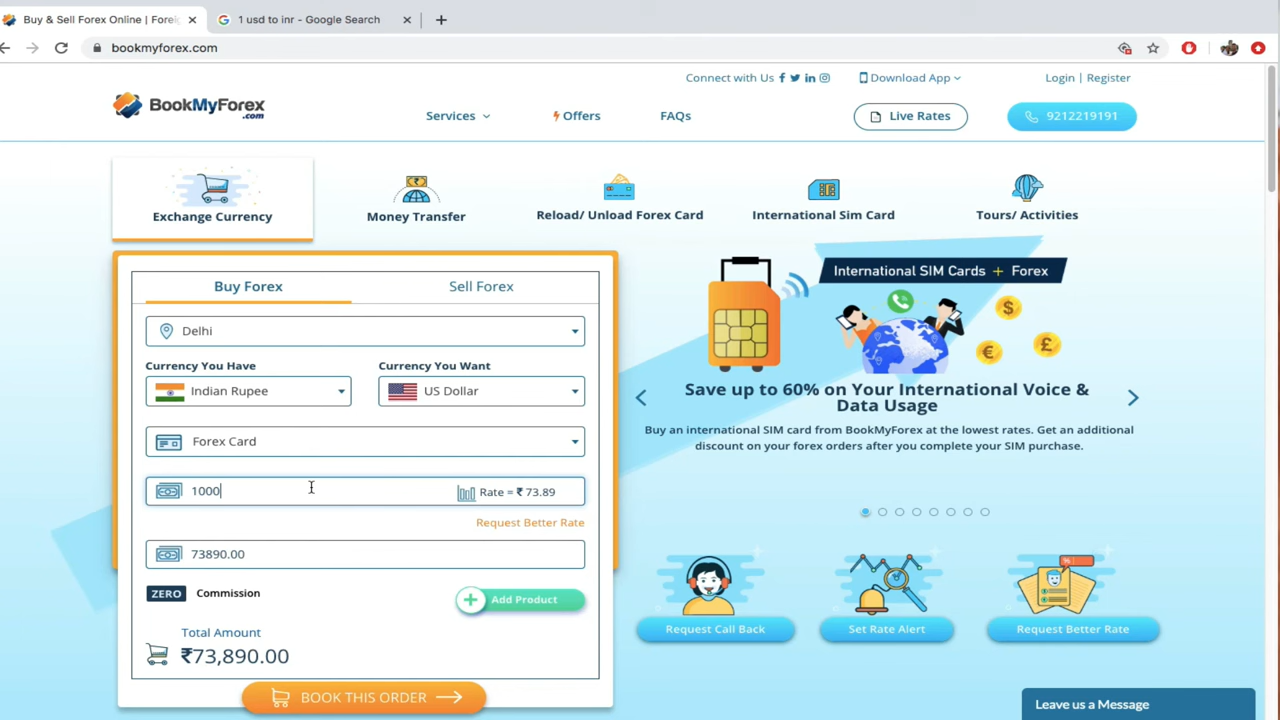 Buy & Sell Forex Online | Forei
1 usd to inr - Google Search
bookmyforex.com
Connect with Us
Download App
Login | Register
BookMyForex
.com
Services
Offers
FAQs
Live Rates
9212219191
Exchange Currency
Money Transfer
Reload/ Unload Forex Card
International Sim Card
Tours/ Activities
Buy Forex
Sell Forex
Delhi
Currency You Have
Currency You Want
Indian Rupee
US Dollar
Forex Card
1000
Rate = ₹ 73.89
Request Better Rate
73890.00
ZERO Commission
Add Product
Total Amount
₹73,890.00
BOOK THIS ORDER
International SIM Cards + Forex
Save up to 60% on Your International Voice &
Data Usage
Buy an international SIM card from BookMyForex at the lowest rates. Get an additional
discount on your forex orders after you complete your SIM purchase.
Request Call Back
Set Rate Alert
Request Better Rate
Leave us a Message